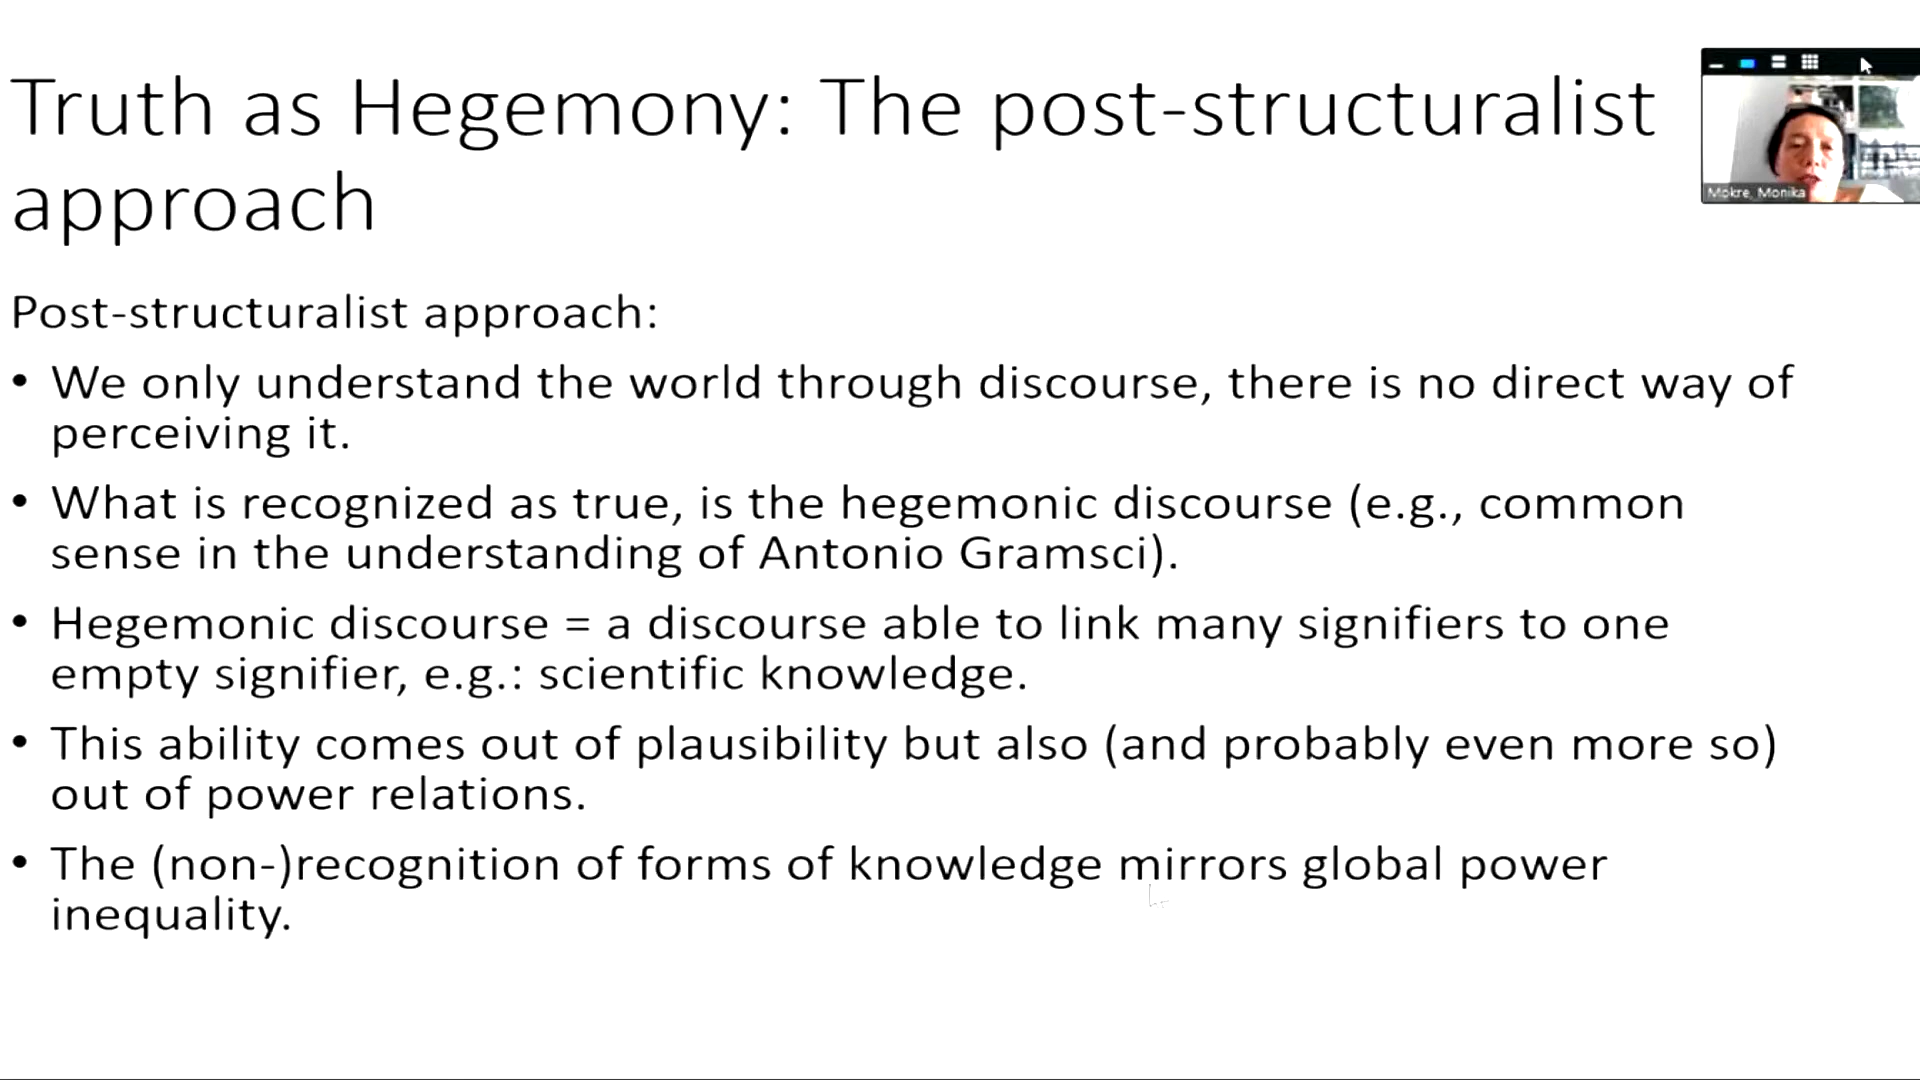 Truth as Hegemony: The post-structuralist
approach
Mokre, Monika
Post-structuralist approach:
• We only understand the world through discourse, there is no direct way of
perceiving it.
• What is recognized as true, is the hegemonic discourse (e.g., common
sense in the understanding of Antonio Gramsci).
• Hegemonic discourse = a discourse able to link many signifiers to one
empty signifier, e.g.: scientific knowledge.
• This ability comes out of plausibility but also (and probably even more so)
out of power relations.
• The (non-)recognition of forms of knowledge mirrors global power
inequality.